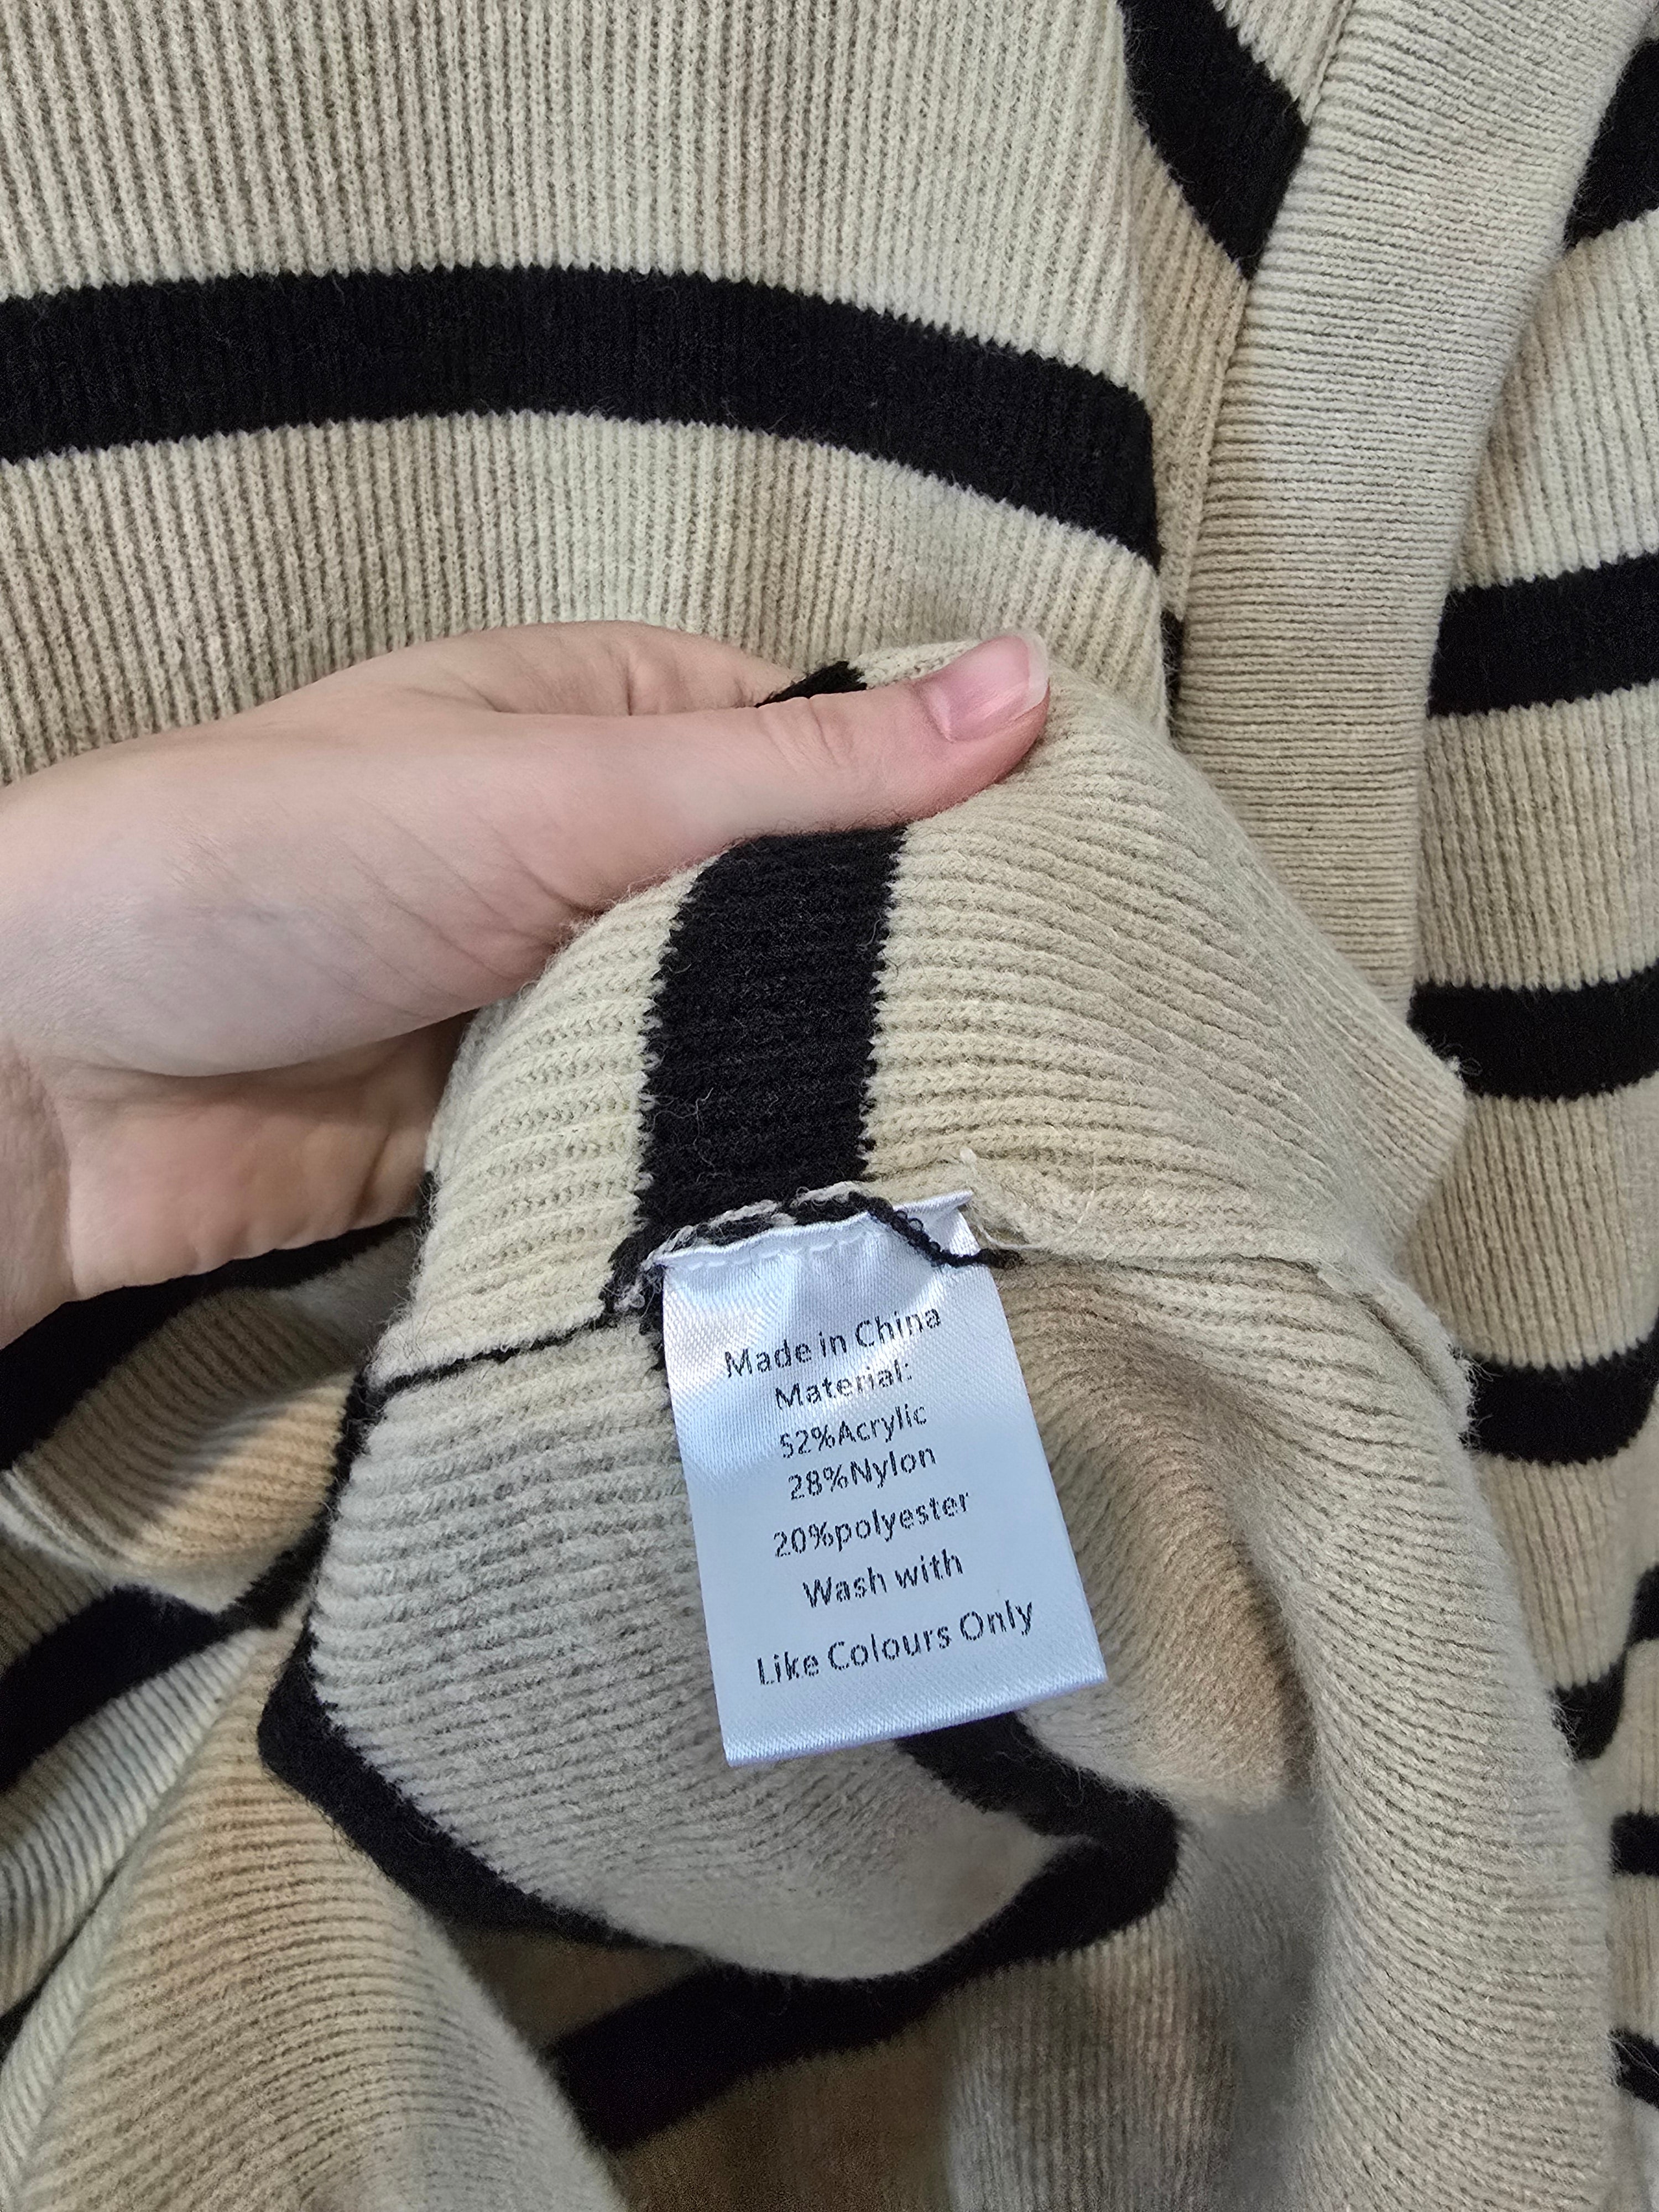 Made in China
Material:
52%Acrylic
28%Nylon
20%polyester
Wash with
Like Colours Only